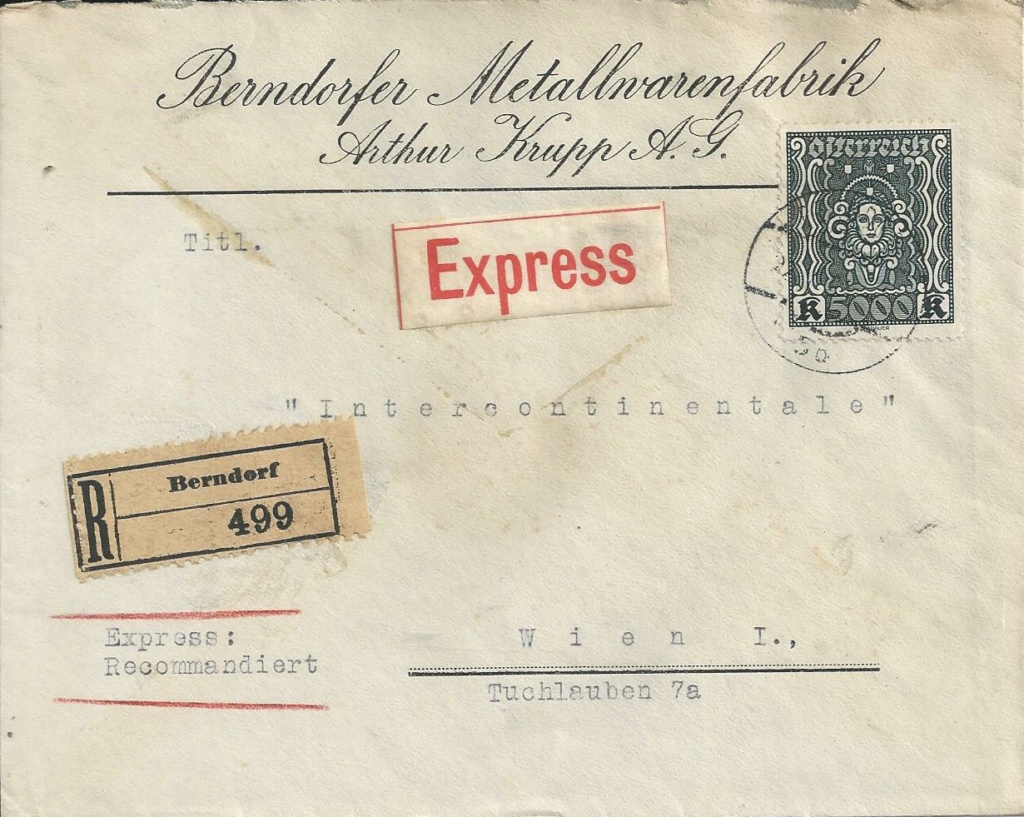 Berndorfer Metallwarenfabrik
Arthur Krupp A.G.
Österreich
K 5000 K
Titl.
Express
"Intercontinentale"
R
Berndorf
499
Express:
Recommandiert
Wien I.,
Tuchlauben 7a